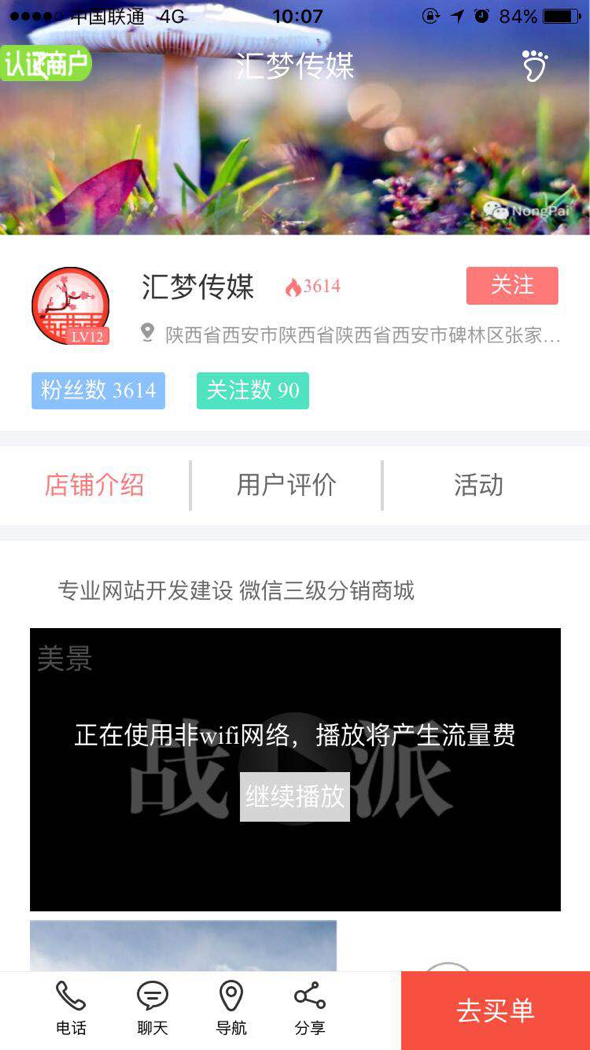 中国联通 4G 10:07 84%
认证商户
汇梦传媒
NongPai
汇梦传媒 3614 关注
LV12
陕西省西安市陕西省陕西省西安市碑林区张家…
粉丝数 3614 关注数 90
店铺介绍 用户评价 活动
专业网站开发建设 微信三级分销商城
美景
战 派
正在使用非wifi网络，播放将产生流量费
继续播放
电话 聊天 导航 分享 去买单